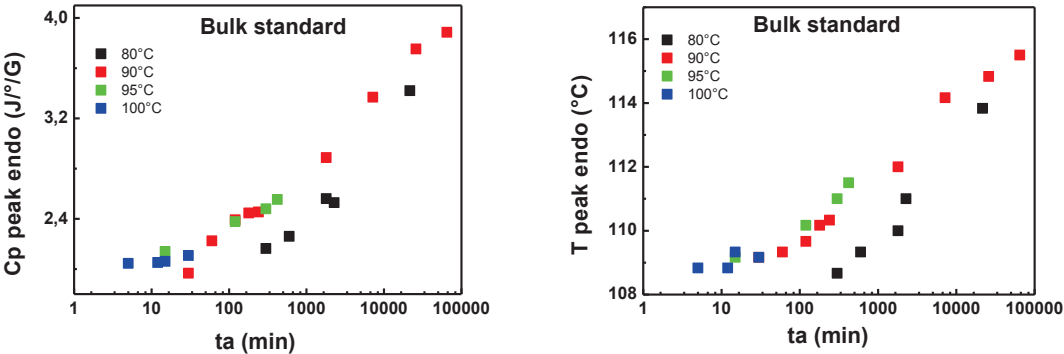 Bulk standard
80°C
90°C
95°C
100°C
4,0
3,2
2,4
Cp peak endo (J/°/G)
1
10
100
1000
10000
100000
ta (min)
Bulk standard
80°C
90°C
95°C
100°C
116
114
112
110
108
T peak endo (°C)
1
10
100
1000
10000
100000
ta (min)